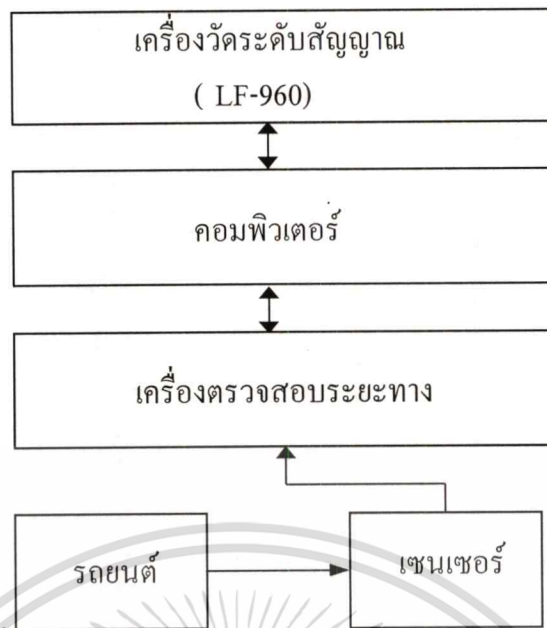 เครื่องวัดระดับสัญญาณ
( LF-960)
คอมพิวเตอร์
เครื่องตรวจสอบระยะทาง
รถยนต์
เซนเซอร์